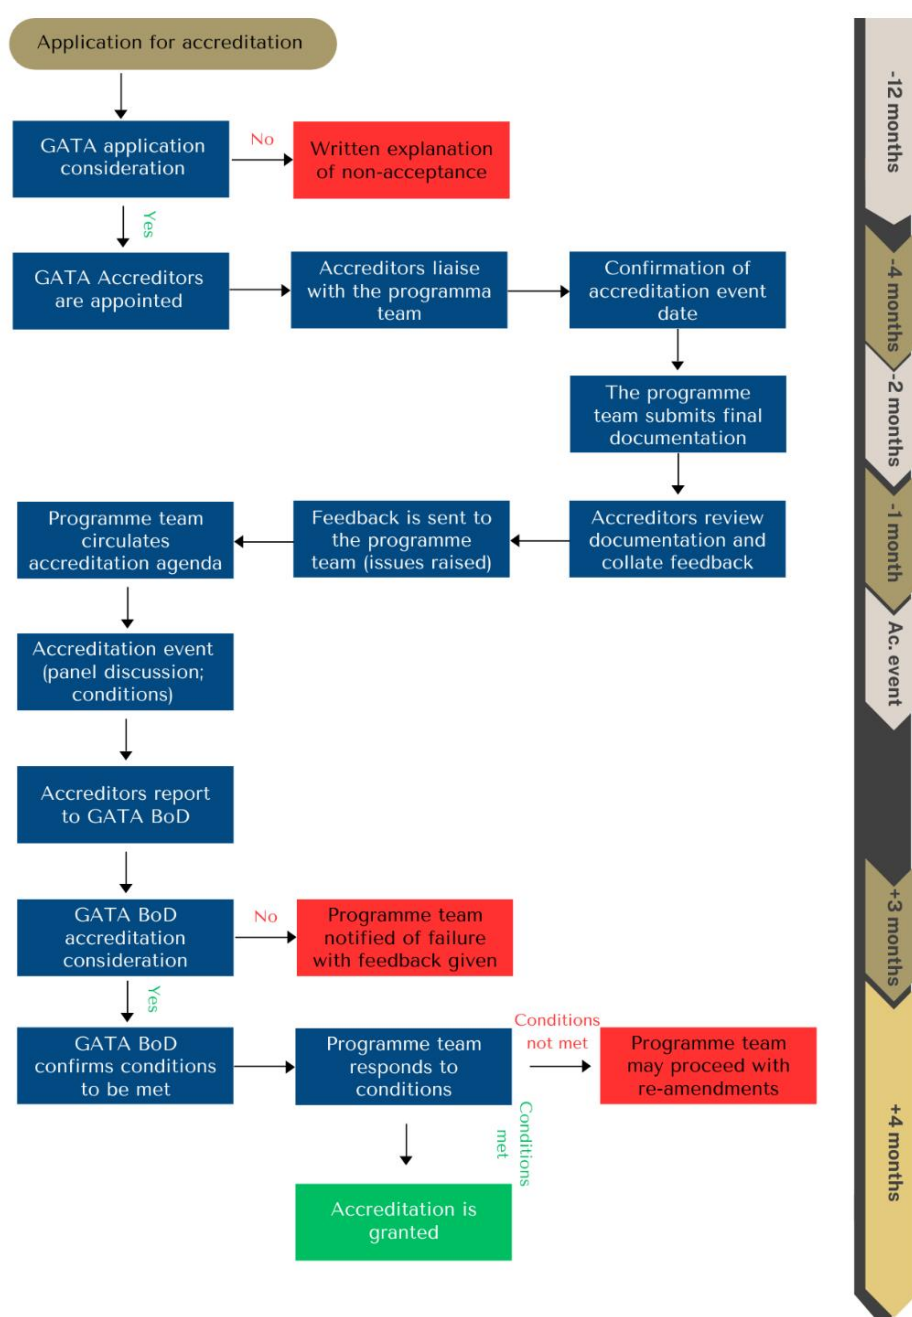 Application for accreditation
GATA application
consideration
No
Written explanation
of non-acceptance
Yes
GATA Accreditors
are appointed
Accreditors liaise
with the programma
team
Confirmation of
accreditation event
date
The programme
team submits final
documentation
Accreditors review
documentation and
collate feedback
Feedback is sent to
the programme
team (issues raised)
Programme team
circulates
accreditation agenda
Accreditation event
(panel discussion;
conditions)
Accreditors report
to GATA BoD
GATA BoD
accreditation
consideration
No
Programme team
notified of failure
with feedback given
Yes
GATA BoD
confirms conditions
to be met
Programme team
responds to
conditions
Conditions
not met
Programme team
may proceed with
re-amendments
Conditions
met
Accreditation is
granted
-12 months
-4 months
-2 months
-1 month
Ac. event
+3 months
+4 months